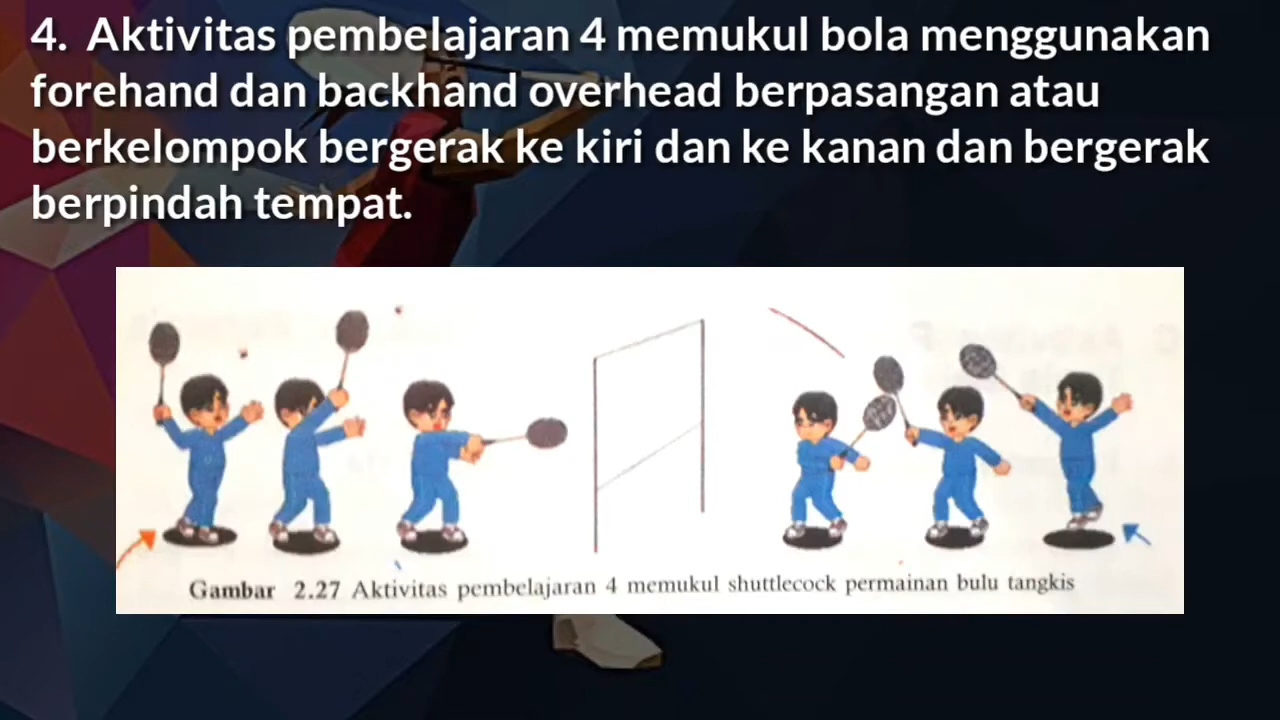 4. Aktivitas pembelajaran 4 memukul bola menggunakan
forehand dan backhand overhead berpasangan atau
berkelompok bergerak ke kiri dan ke kanan dan bergerak
berpindah tempat.
Gambar 2.27 Aktivitas pembelajaran 4 memukul shuttlecock permainan bulu tangkis